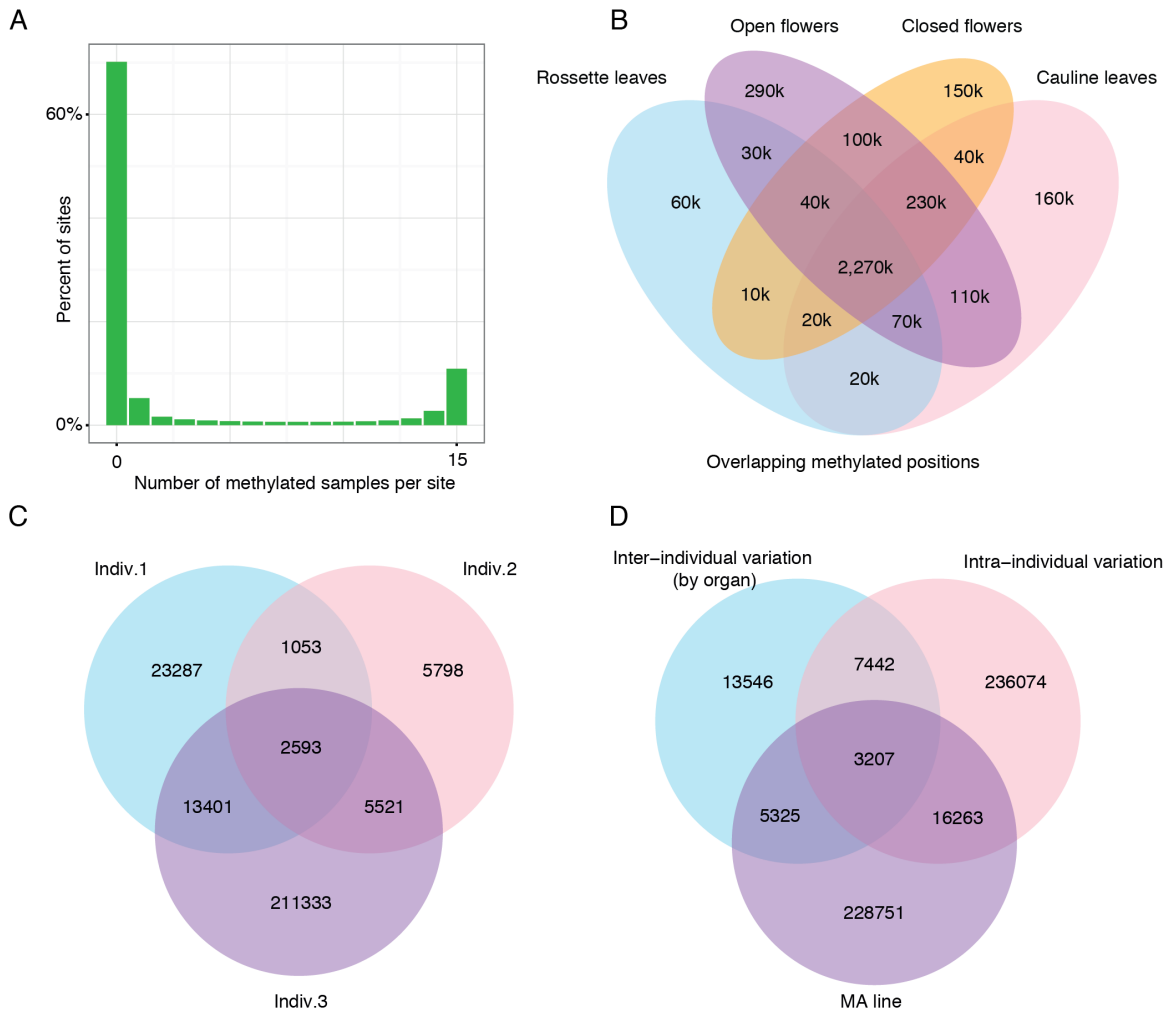 A
60%
0%
Percent of sites
0
15
Number of methylated samples per site
B
Open flowers
Closed flowers
Rossette leaves
Cauline leaves
290k
150k
100k
30k
40k
60k
40k
230k
160k
2,270k
10k
110k
20k
70k
20k
Overlapping methylated positions
C
Indiv.1
Indiv.2
1053
23287
5798
2593
13401
5521
211333
Indiv.3
D
Inter−individual variation
(by organ)
Intra−individual variation
7442
13546
236074
3207
5325
16263
228751
MA line